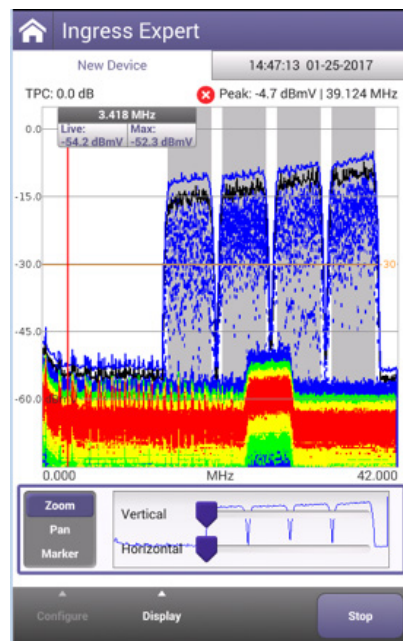 Ingress Expert
New Device
14:47:13 01-25-2017
TPC: 0.0 dB
Peak: -4.7 dBmV | 39.124 MHz
3.418 MHz
Live: Max:
-54.2 dBmV -52.3 dBmV
0.0
-15.0
-30.0 30
-45.0
-60.0
0.000 MHz 42.000
Zoom
Pan
Marker
Vertical
Horizontal
Configure
Display
Stop